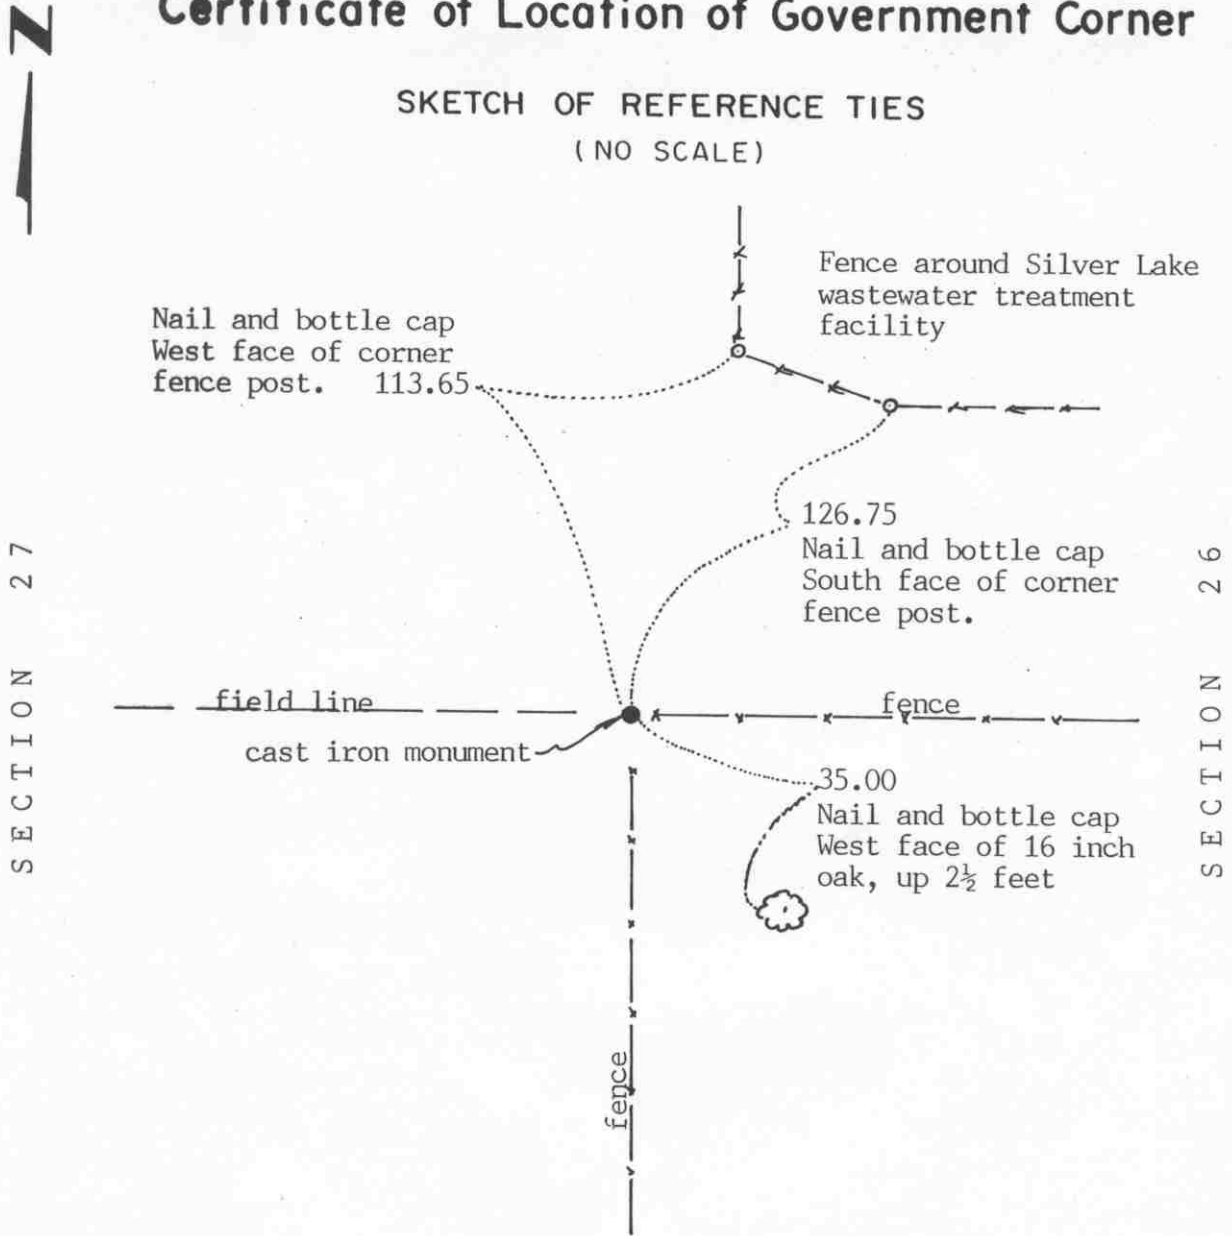 N
Certificate of Location of Government Corner
SKETCH OF REFERENCE TIES
(NO SCALE)
Fence around Silver Lake
wastewater treatment
facility
Nail and bottle cap
West face of corner
fence post. 113.65
126.75
Nail and bottle cap
South face of corner
fence post.
SECTION 27
SECTION 26
field line
fence
cast iron monument
35.00
Nail and bottle cap
West face of 16 inch
oak, up 2½ feet
fence